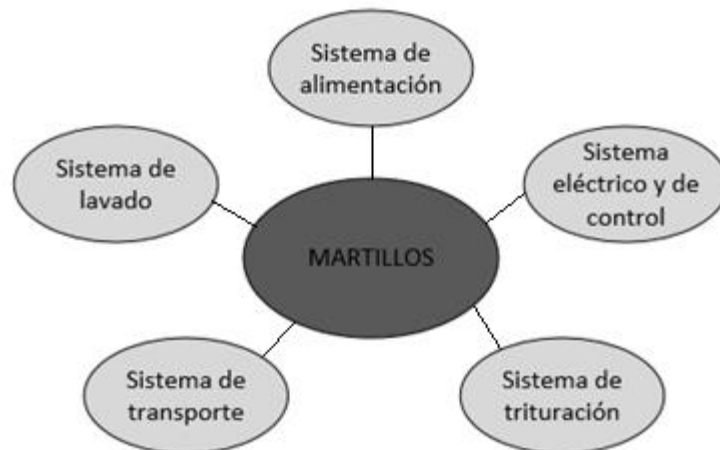 Sistema de
alimentación
Sistema de
lavado
Sistema
eléctrico y de
control
MARTILLOS
Sistema de
transporte
Sistema de
trituración